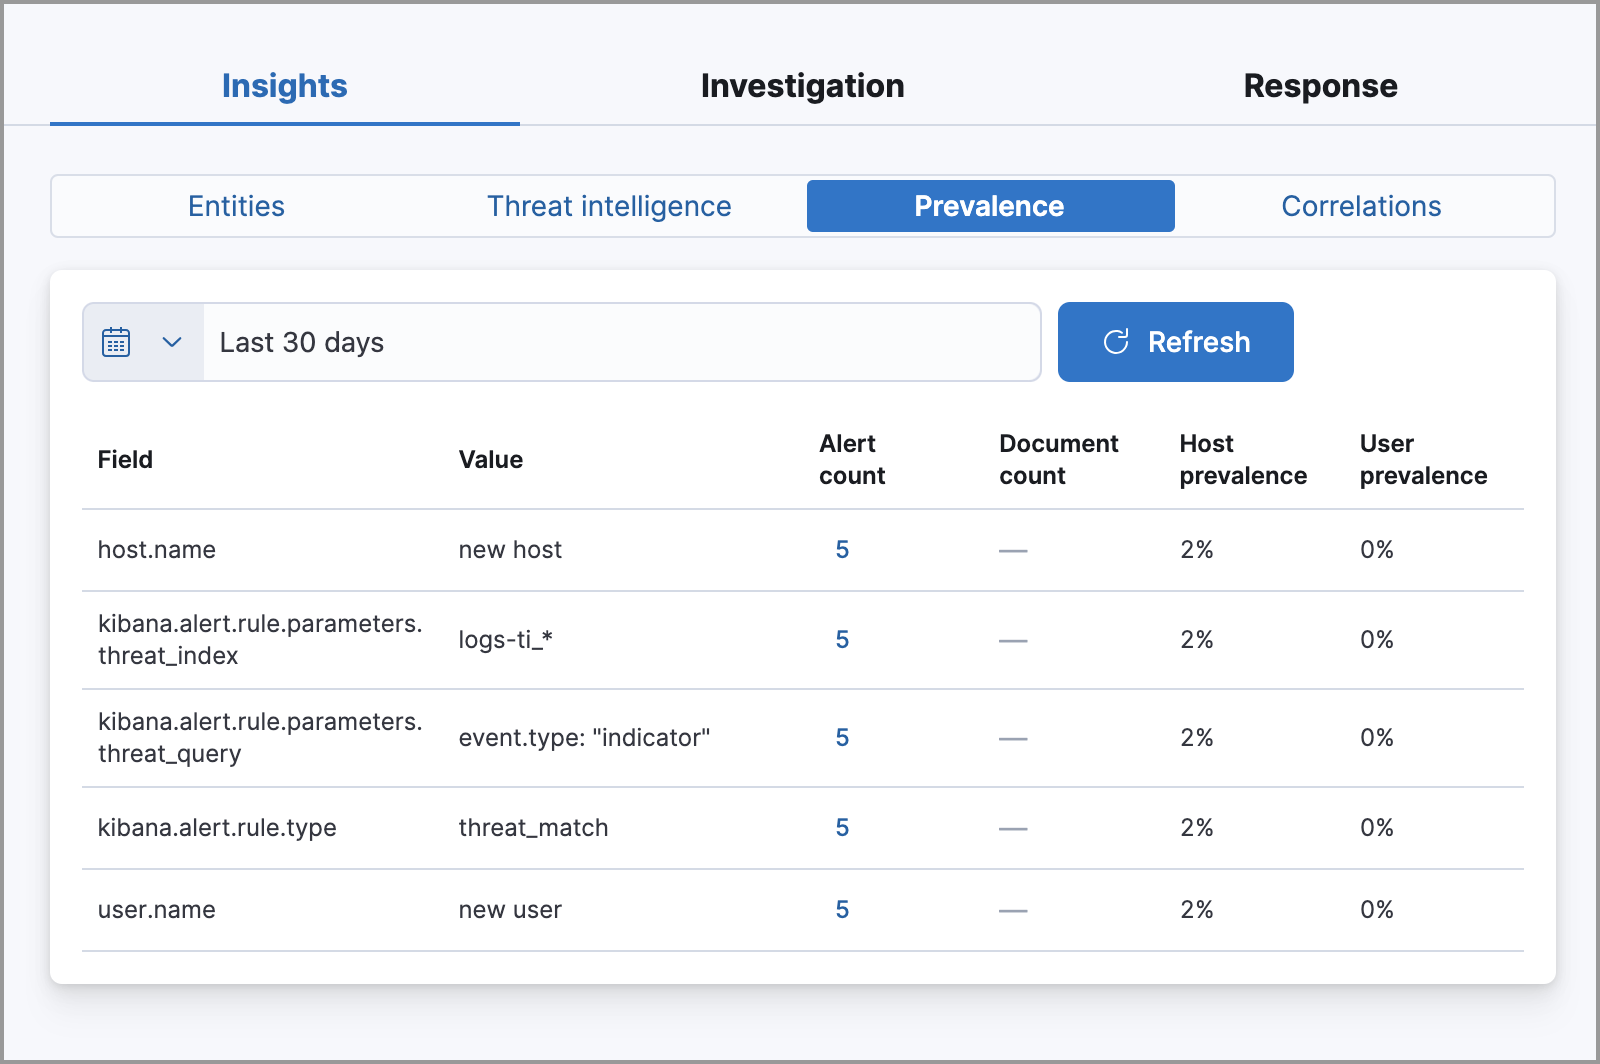 Insights Investigation Response
Entities Threat intelligence Prevalence Correlations
Last 30 days Refresh
Field Value Alert count Document count Host prevalence User prevalence
host.name new host 5 — 2% 0%
kibana.alert.rule.parameters.
threat_index logs-ti_* 5 — 2% 0%
kibana.alert.rule.parameters.
threat_query event.type: "indicator" 5 — 2% 0%
kibana.alert.rule.type threat_match 5 — 2% 0%
user.name new user 5 — 2% 0%